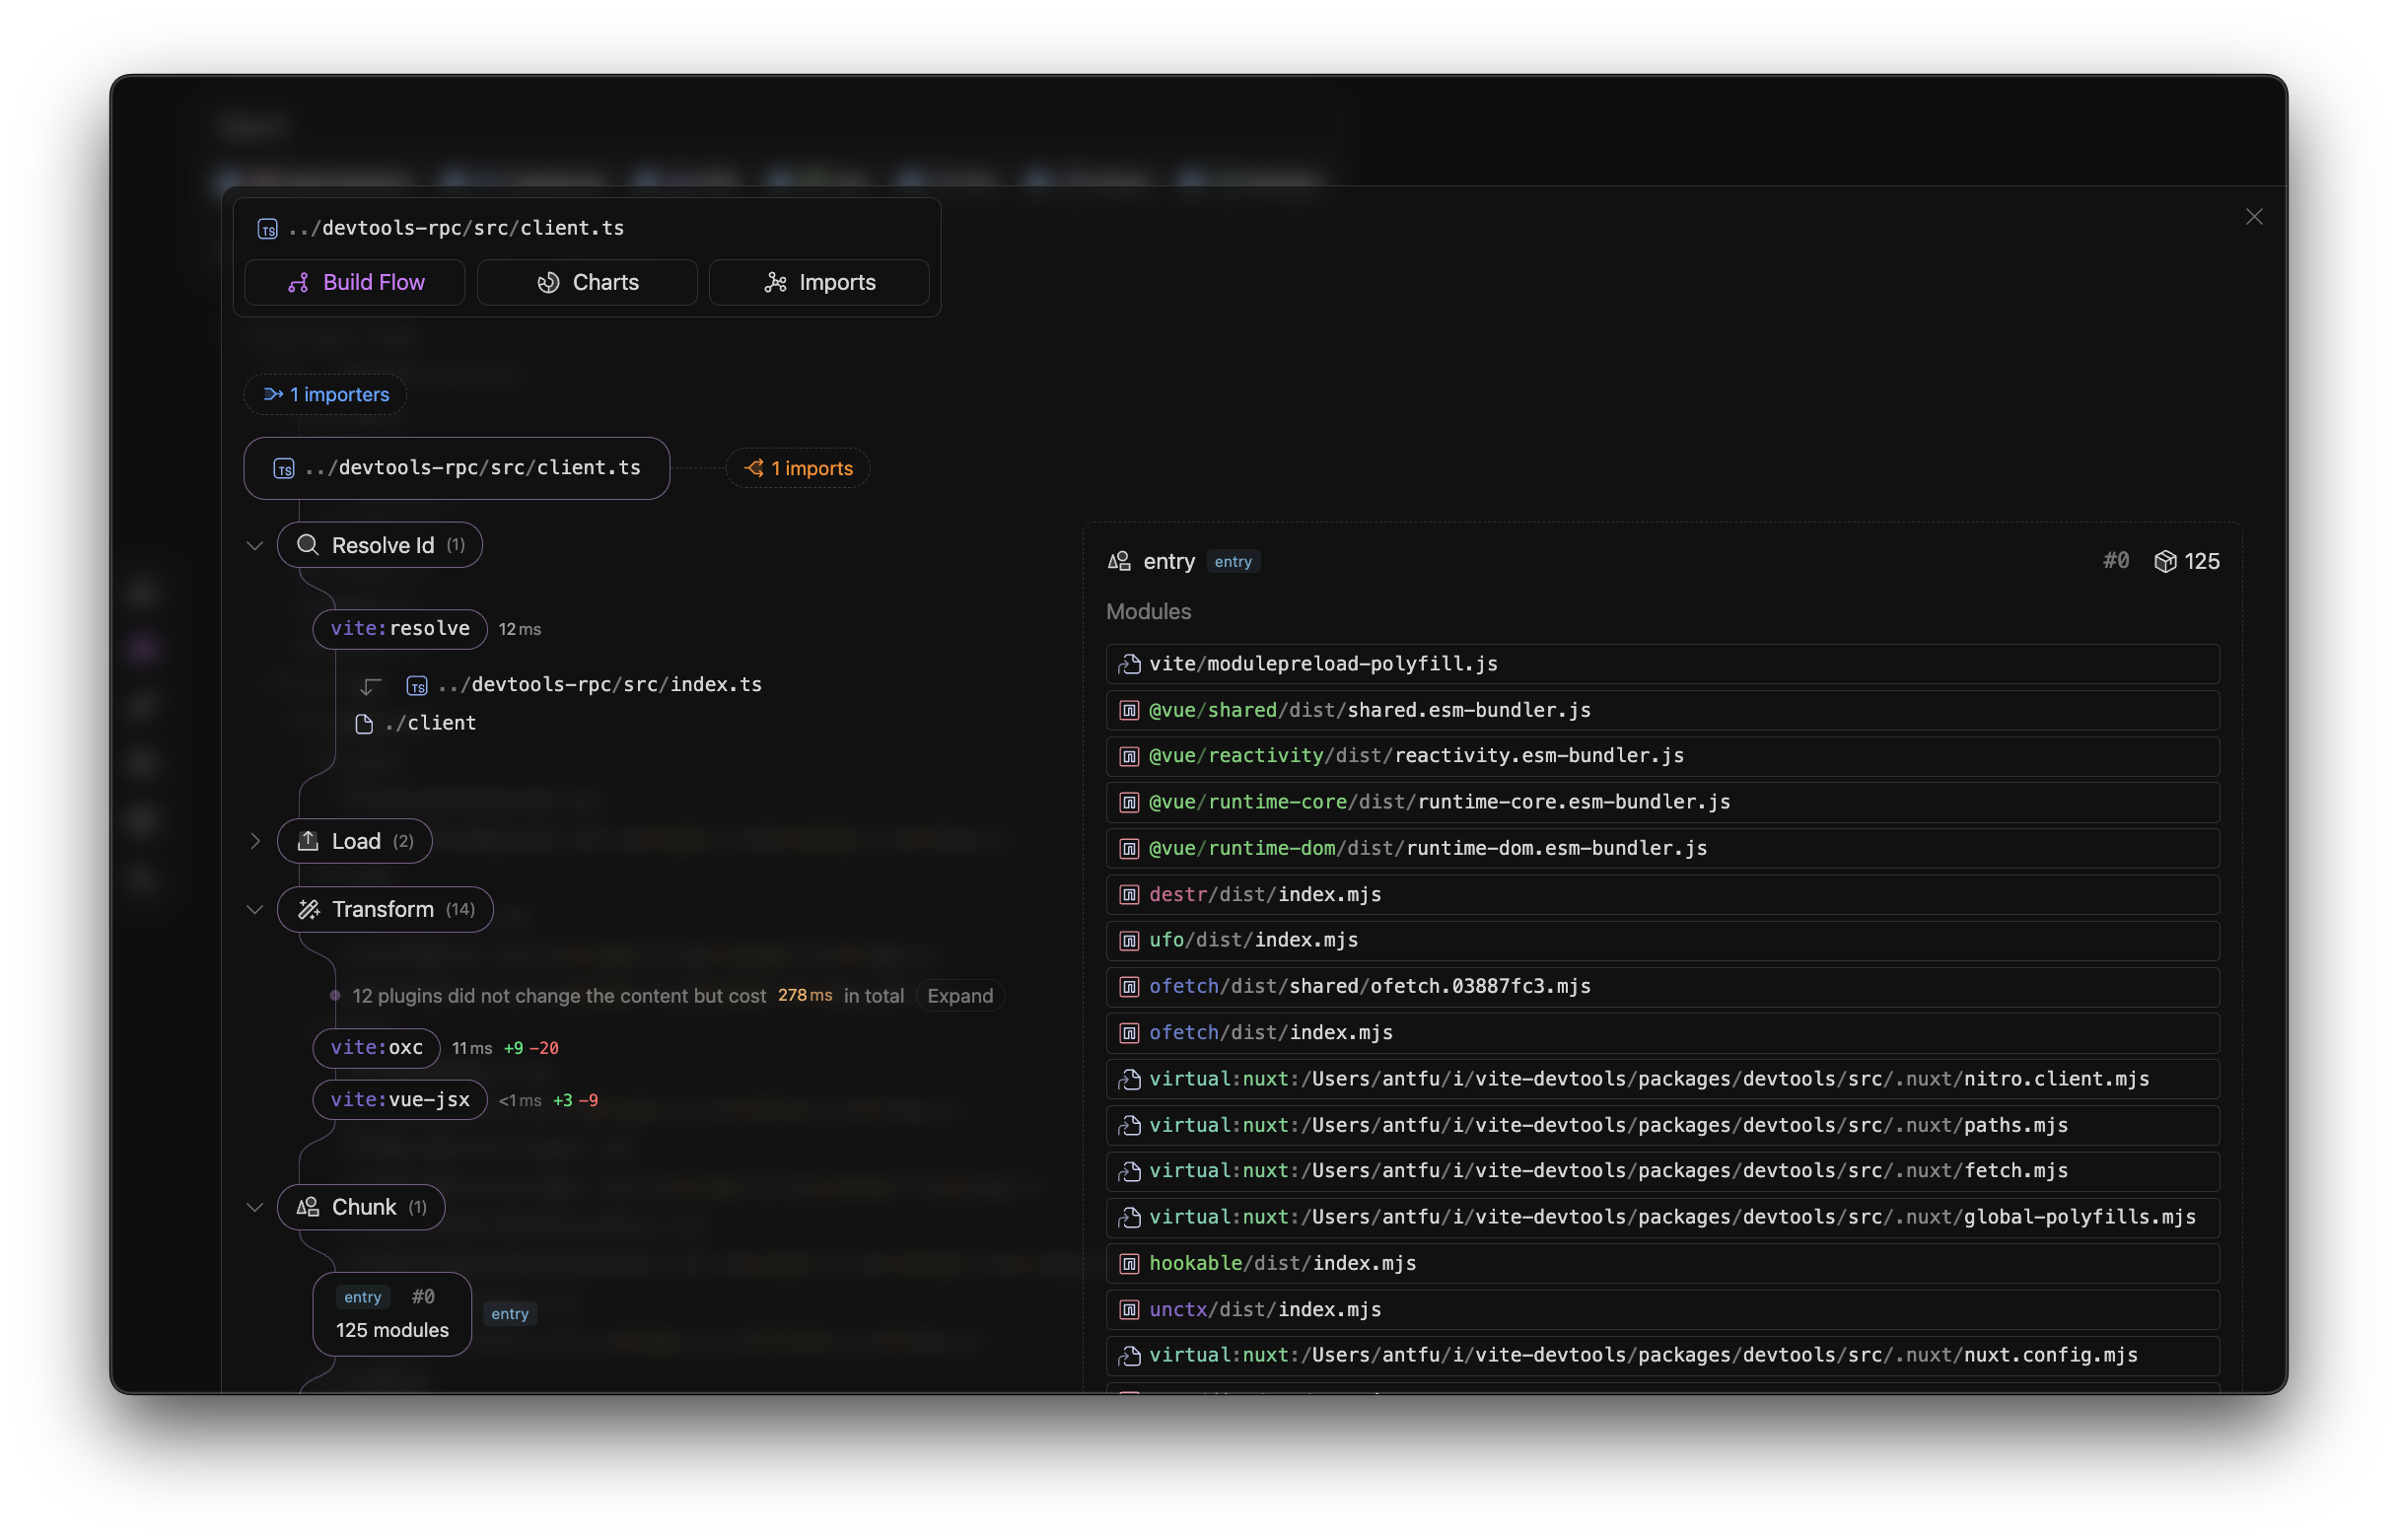 ../devtools-rpc/src/client.ts
Build Flow
Charts
Imports
1 importers
../devtools-rpc/src/client.ts
1 imports
Resolve Id (1)
vite:resolve 12ms
../devtools-rpc/src/index.ts
./client
Load (2)
Transform (14)
12 plugins did not change the content but cost 278ms in total Expand
vite:oxc 11ms +9 −20
vite:vue-jsx <1ms +3 −9
Chunk (1)
entry #0
125 modules
entry
entry entry #0 125
Modules
vite/modulepreload-polyfill.js
@vue/shared/dist/shared.esm-bundler.js
@vue/reactivity/dist/reactivity.esm-bundler.js
@vue/runtime-core/dist/runtime-core.esm-bundler.js
@vue/runtime-dom/dist/runtime-dom.esm-bundler.js
destr/dist/index.mjs
ufo/dist/index.mjs
ofetch/dist/shared/ofetch.03887fc3.mjs
ofetch/dist/index.mjs
virtual:nuxt:/Users/antfu/i/vite-devtools/packages/devtools/src/.nuxt/nitro.client.mjs
virtual:nuxt:/Users/antfu/i/vite-devtools/packages/devtools/src/.nuxt/paths.mjs
virtual:nuxt:/Users/antfu/i/vite-devtools/packages/devtools/src/.nuxt/fetch.mjs
virtual:nuxt:/Users/antfu/i/vite-devtools/packages/devtools/src/.nuxt/global-polyfills.mjs
hookable/dist/index.mjs
unctx/dist/index.mjs
virtual:nuxt:/Users/antfu/i/vite-devtools/packages/devtools/src/.nuxt/nuxt.config.mjs